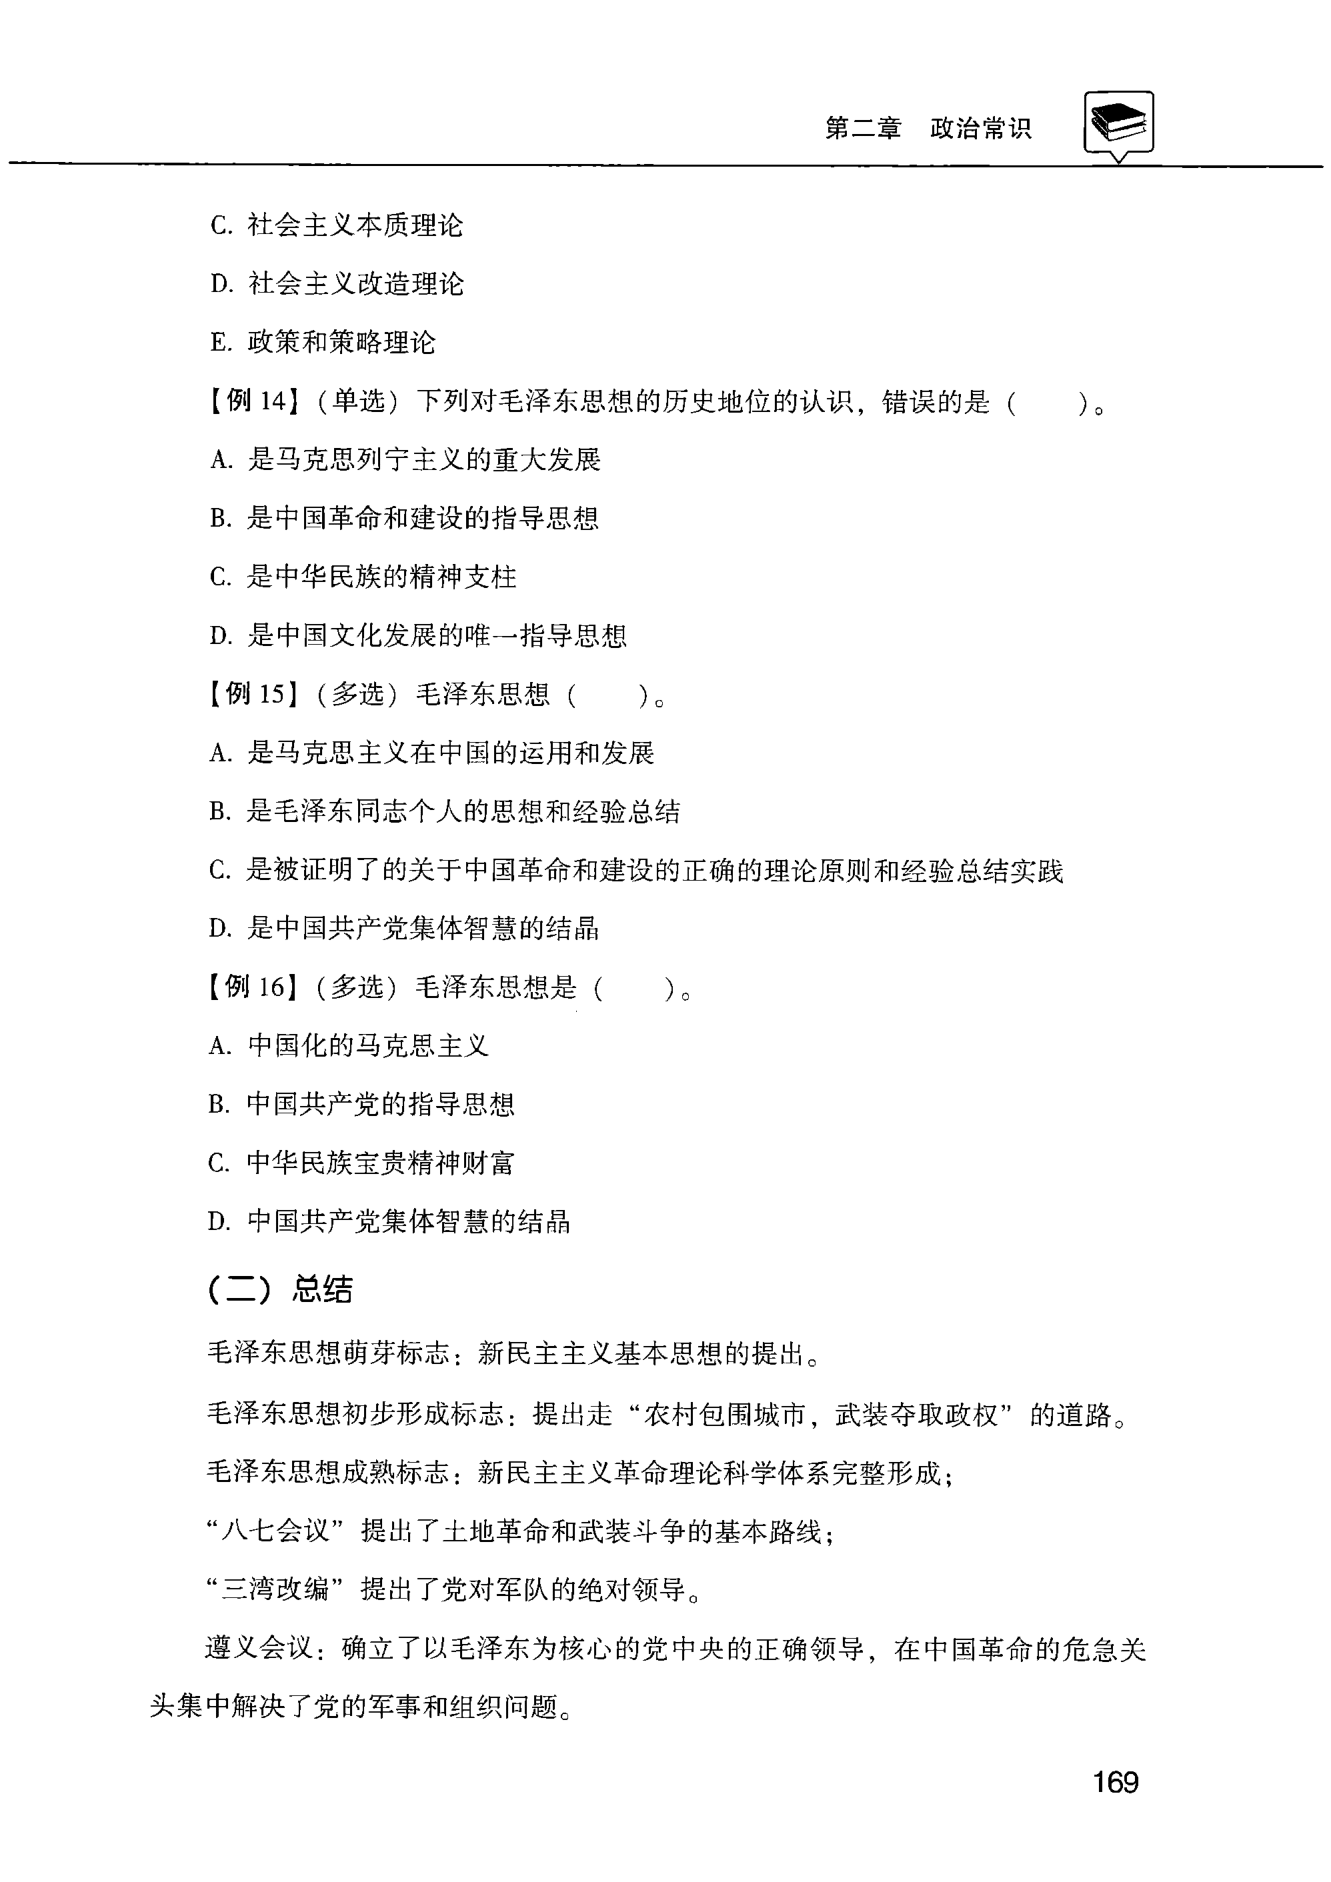 第二章 政治常识
C. 社会主义本质理论
D. 社会主义改造理论
E. 政策和策略理论
【例 14】（单选）下列对毛泽东思想的历史地位的认识，错误的是（　　）。
A. 是马克思列宁主义的重大发展
B. 是中国革命和建设的指导思想
C. 是中华民族的精神支柱
D. 是中国文化发展的唯一指导思想
【例 15】（多选）毛泽东思想（　　）。
A. 是马克思主义在中国的运用和发展
B. 是毛泽东同志个人的思想和经验总结
C. 是被证明了的关于中国革命和建设的正确的理论原则和经验总结实践
D. 是中国共产党集体智慧的结晶
【例 16】（多选）毛泽东思想是（　　）。
A. 中国化的马克思主义
B. 中国共产党的指导思想
C. 中华民族宝贵精神财富
D. 中国共产党集体智慧的结晶
（二）总结
毛泽东思想萌芽标志：新民主主义基本思想的提出。
毛泽东思想初步形成标志：提出走“农村包围城市，武装夺取政权”的道路。
毛泽东思想成熟标志：新民主主义革命理论科学体系完整形成；
“八七会议”提出了土地革命和武装斗争的基本路线；
“三湾改编”提出了党对军队的绝对领导。
遵义会议：确立了以毛泽东为核心的党中央的正确领导，在中国革命的危急关
头集中解决了党的军事和组织问题。
169